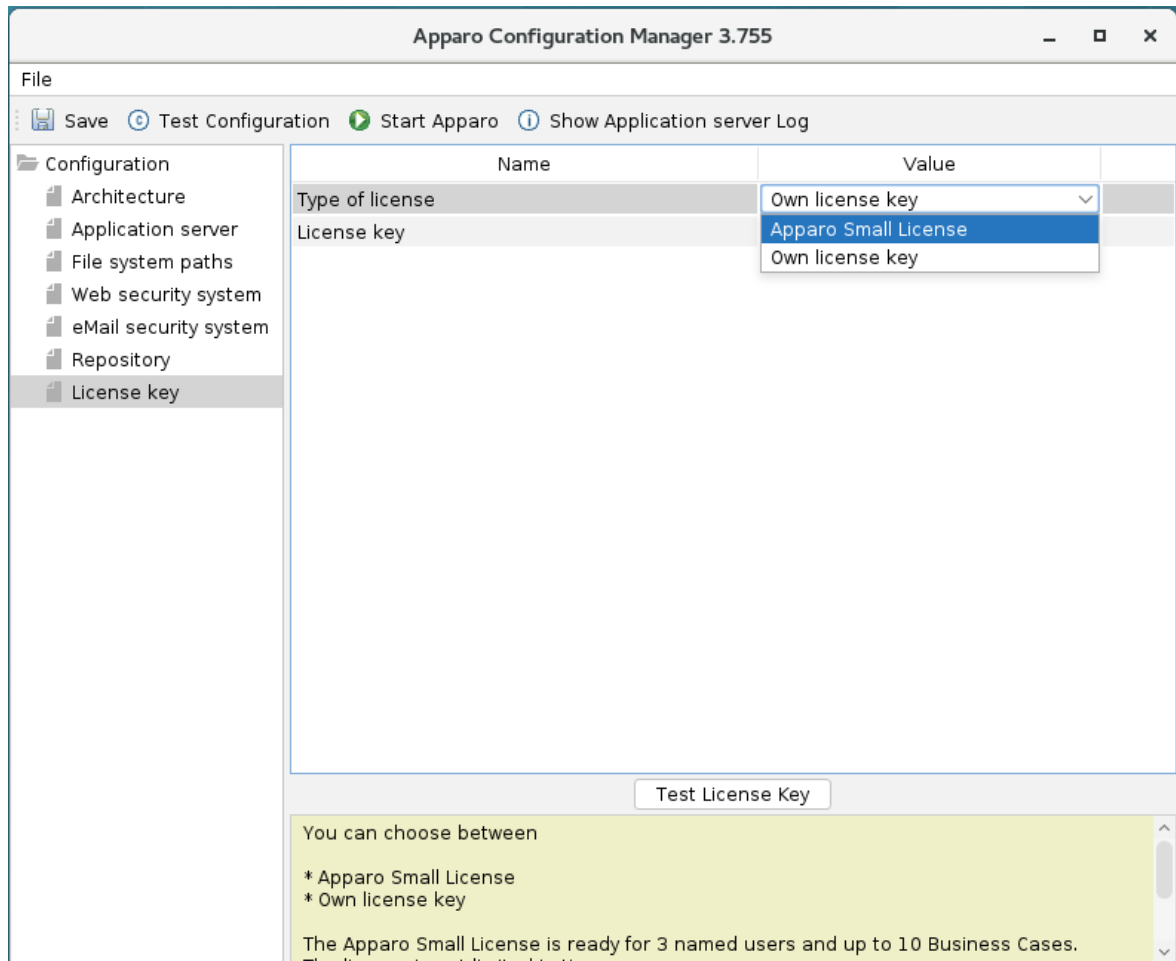 Apparo Configuration Manager 3.755
File
Save Test Configuration Start Apparo Show Application server Log
Configuration
Architecture
Application server
File system paths
Web security system
eMail security system
Repository
License key
Name Value
Type of license Own license key
License key Apparo Small License
Own license key
Test License Key
You can choose between
* Apparo Small License
* Own license key
The Apparo Small License is ready for 3 named users and up to 10 Business Cases.